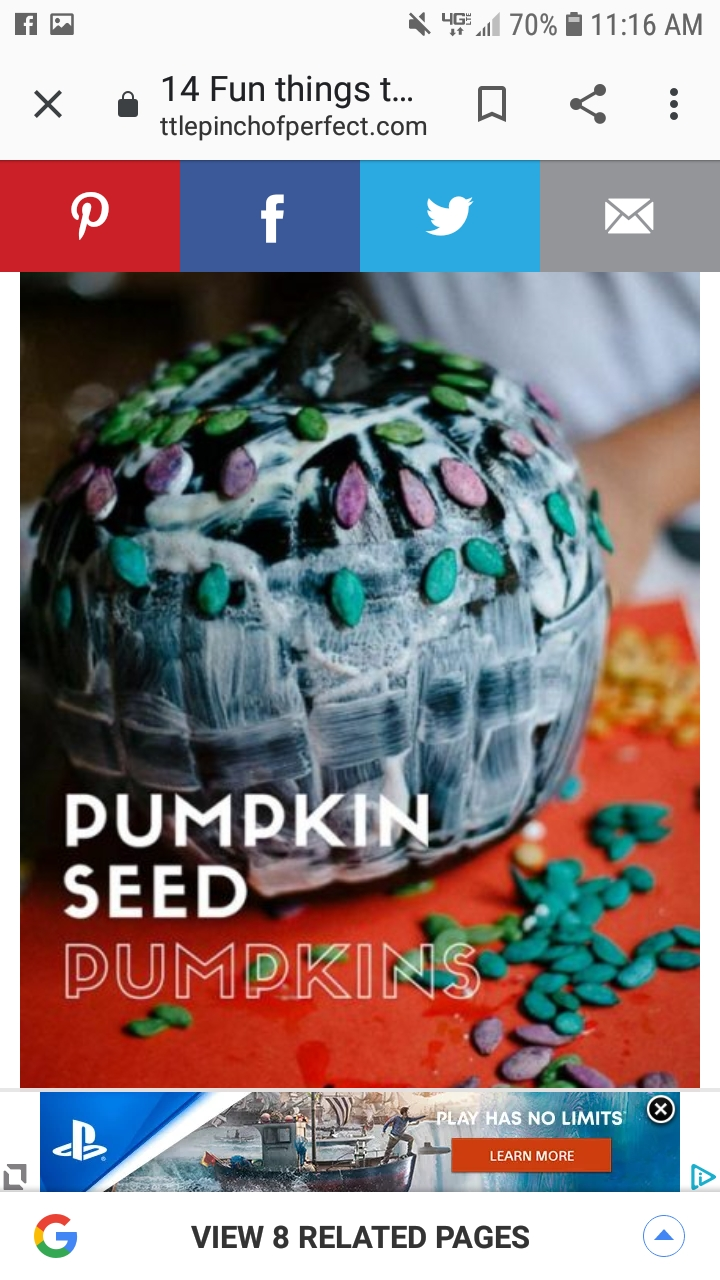 4G LTE 70% 11:16 AM
14 Fun things t...
ttlepinchofperfect.com
PUMPKIN
SEED
PUMPKINS
PLAY HAS NO LIMITS
LEARN MORE
VIEW 8 RELATED PAGES